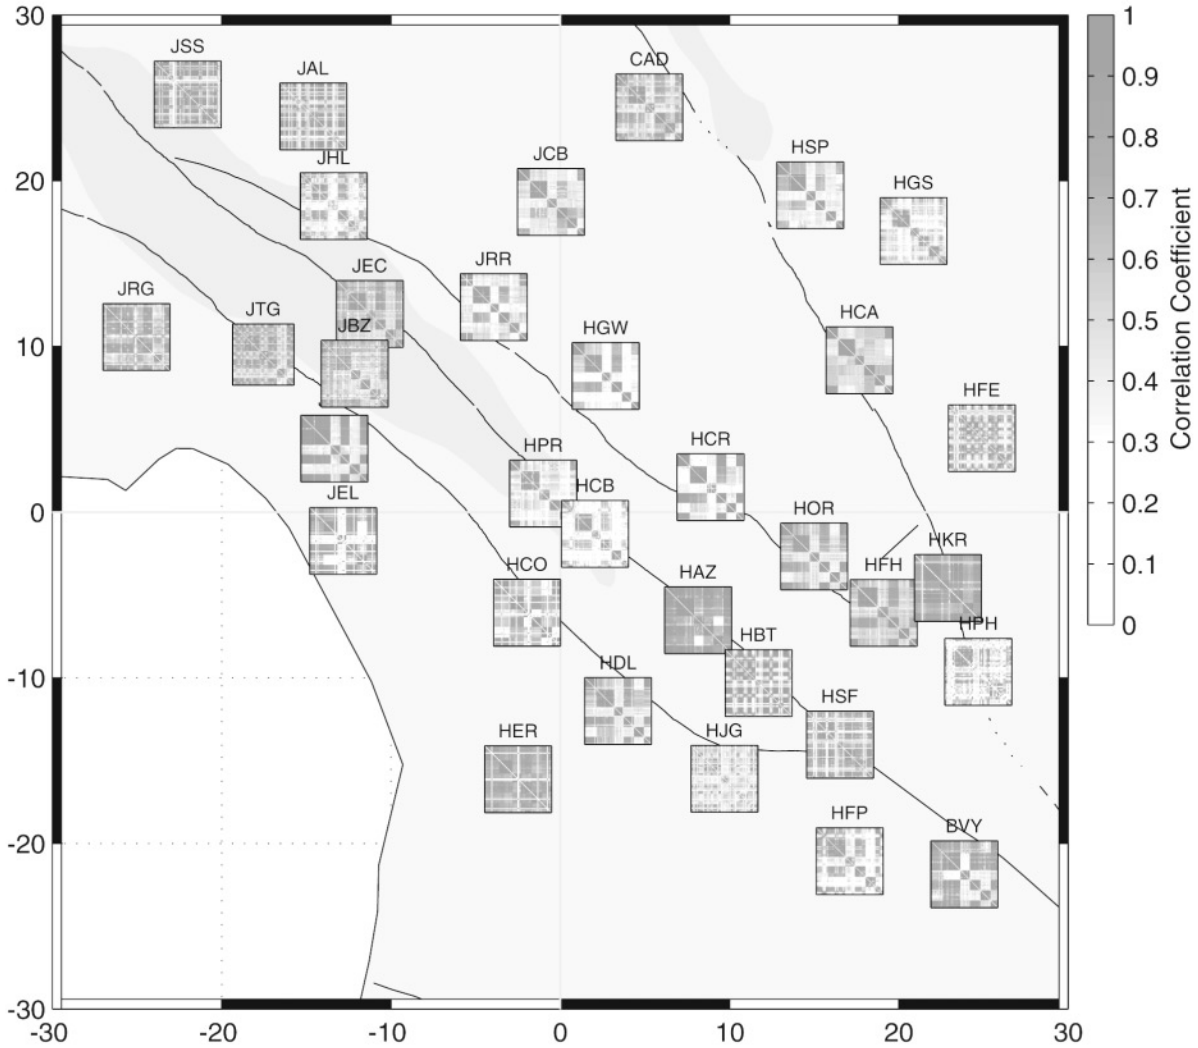 30
20
10
0
-10
-20
-30
-30
-20
-10
0
10
20
30
JSS
JAL
JHL
CAD
JCB
HSP
HGS
JRG
JTG
JEC
JBZ
JRR
HGW
HCA
HFE
JEL
HPR
HCB
HCR
HOR
HFH
HKR
HPH
HCO
HAZ
HBT
HDL
HSF
HER
HJG
HFP
BVY
1
0.9
0.8
0.7
0.6
0.5
0.4
0.3
0.2
0.1
0
Correlation Coefficient